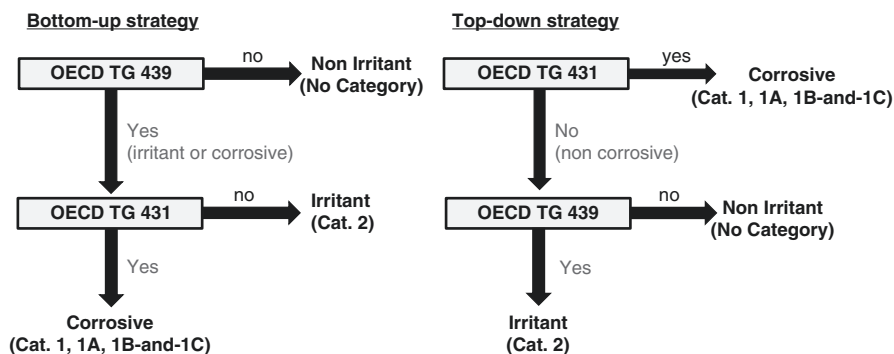 Bottom-up strategy
OECD TG 439
no
Non Irritant
(No Category)
Yes
(irritant or corrosive)
OECD TG 431
no
Irritant
(Cat. 2)
Yes
Corrosive
(Cat. 1, 1A, 1B-and-1C)
Top-down strategy
OECD TG 431
yes
Corrosive
(Cat. 1, 1A, 1B-and-1C)
No
(non corrosive)
OECD TG 439
no
Non Irritant
(No Category)
Yes
Irritant
(Cat. 2)